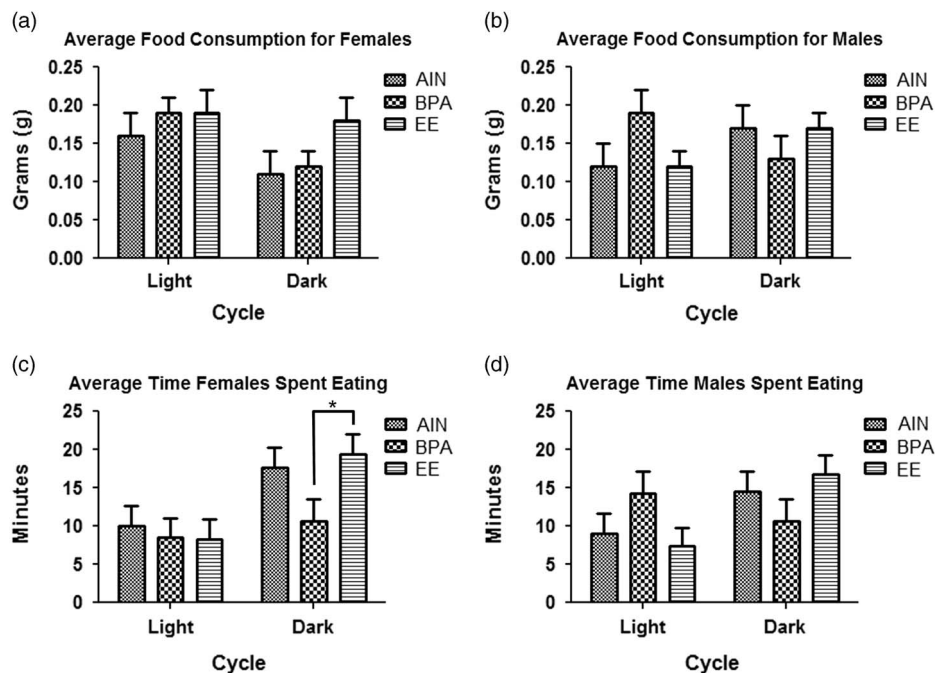 (a)
Average Food Consumption for Females
0.25
0.20
0.15
0.10
0.05
0.00
Grams (g)
Light
Dark
Cycle
AIN
BPA
EE
(b)
Average Food Consumption for Males
0.25
0.20
0.15
0.10
0.05
0.00
Grams (g)
Light
Dark
Cycle
AIN
BPA
EE
(c)
Average Time Females Spent Eating
25
20
15
10
5
0
Minutes
*
Light
Dark
Cycle
AIN
BPA
EE
(d)
Average Time Males Spent Eating
25
20
15
10
5
0
Minutes
Light
Dark
Cycle
AIN
BPA
EE